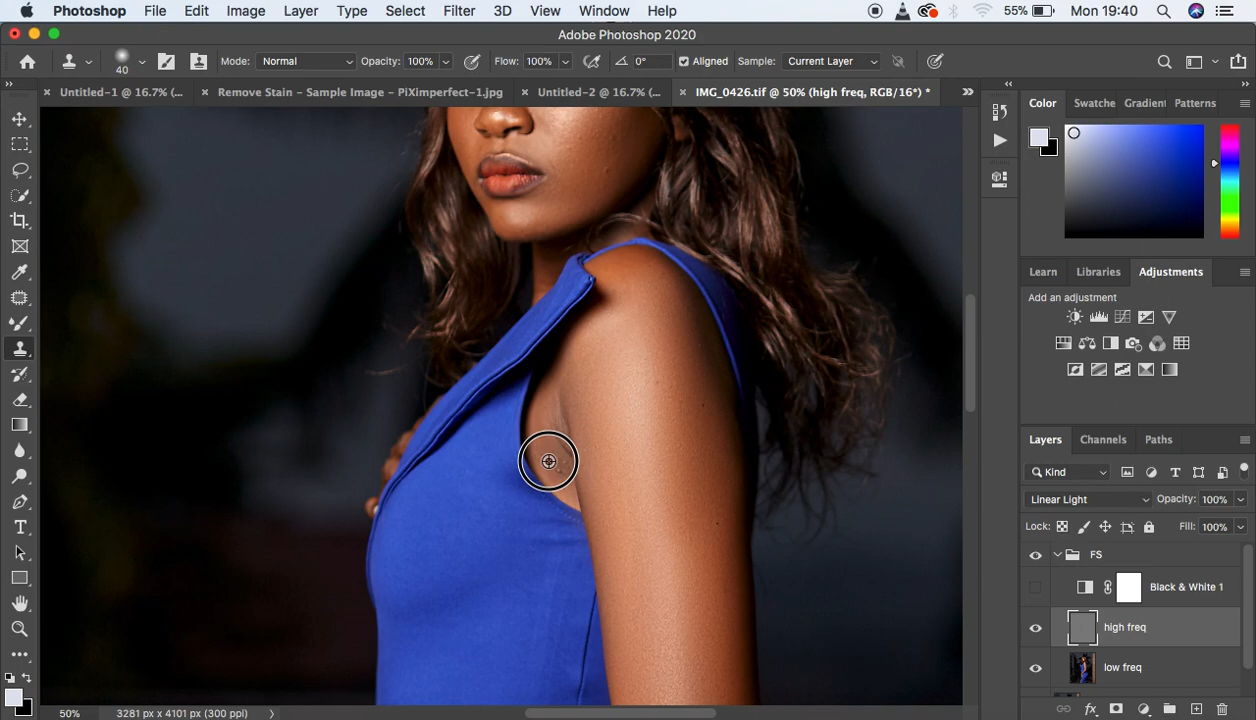 Photoshop File Edit Image Layer Type Select Filter 3D View Window Help 55% Mon 19:40
Adobe Photoshop 2020
40 Mode: Normal Opacity: 100% Flow: 100% 0° Aligned Sample: Current Layer
Untitled-1 @ 16.7% (... Remove Stain - Sample Image - PiXimperfect-1.jpg Untitled-2 @ 16.7% (... IMG_0426.tif @ 50% (high freq, RGB/16*) *
Color Swatche Gradient Patterns
Learn Libraries Adjustments
Add an adjustment
Layers Channels Paths
Kind
Linear Light Opacity: 100%
Lock: Fill: 100%
FS
Black & White 1
high freq
low freq
50% 3281 px x 4101 px (300 ppi)